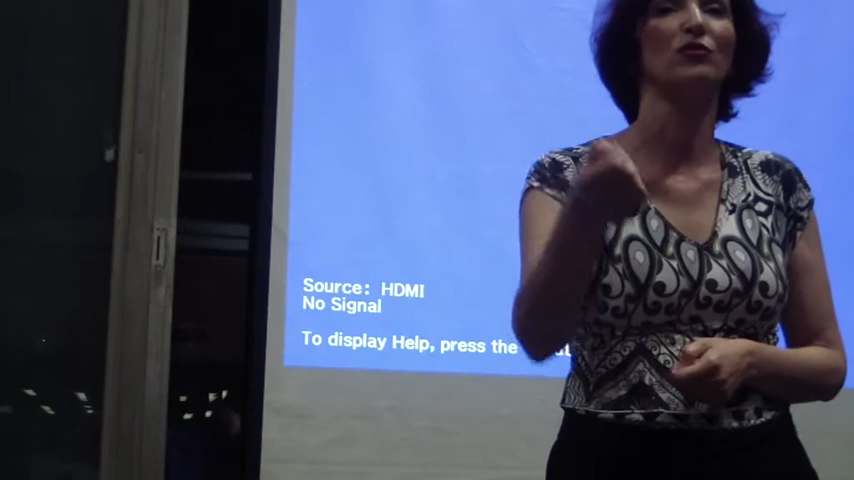 Source: HDMI
No Signal
To display Help, press the